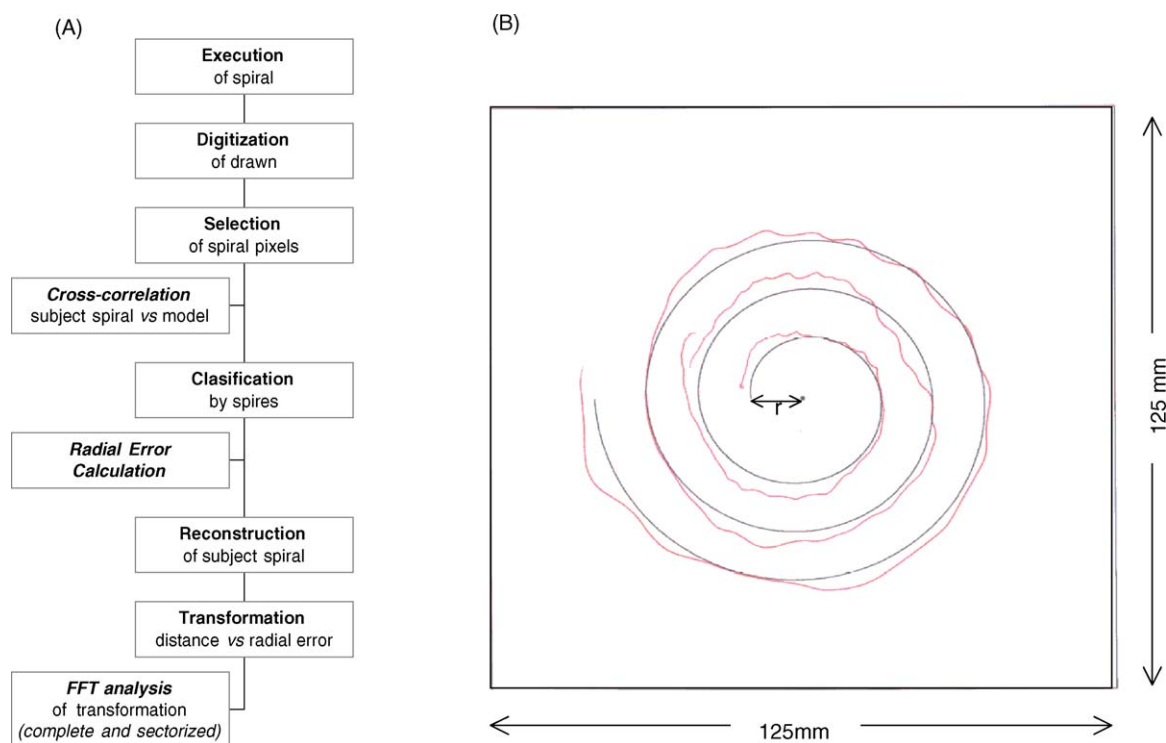 (A)
Execution
of spiral
Digitization
of drawn
Selection
of spiral pixels
Cross-correlation
subject spiral vs model
Clasification
by spires
Radial Error
Calculation
Reconstruction
of subject spiral
Transformation
distance vs radial error
FFT analysis
of transformation
(complete and sectorized)
(B)
r
125 mm
125mm